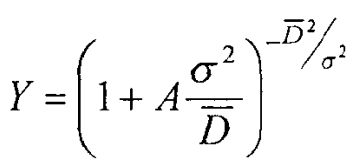 Y = (1 + A σ²/D̅)^(-D̅²/σ²)